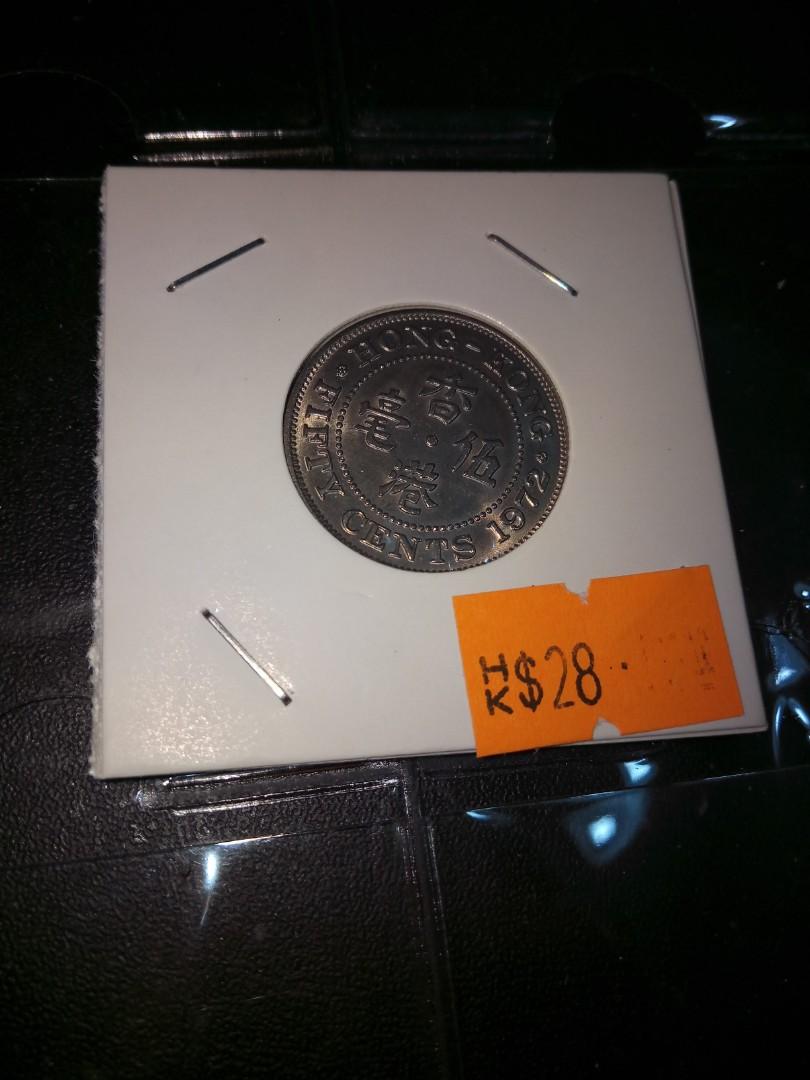 HONG-KONG
香
港
伍
毫
FIFTY CENTS 1972
HK$28